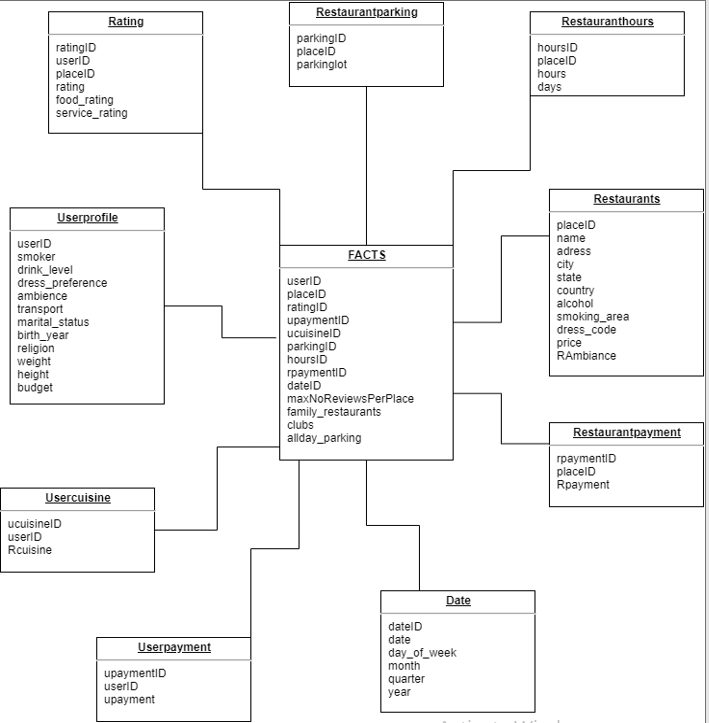 Rating
ratingID
userID
placeID
rating
food_rating
service_rating
Restaurantparking
parkingID
placeID
parkinglot
Restauranthours
hoursID
placeID
hours
days
Userprofile
userID
smoker
drink_level
dress_preference
ambience
transport
marital_status
birth_year
religion
weight
height
budget
FACTS
userID
placeID
ratingID
upaymentID
ucuisineID
parkingID
hoursID
rpaymentID
dateID
maxNoReviewsPerPlace
family_restaurants
clubs
allday_parking
Restaurants
placeID
name
adress
city
state
country
alcohol
smoking_area
dress_code
price
RAmbiance
Restaurantpayment
rpaymentID
placeID
Rpayment
Usercuisine
ucuisineID
userID
Rcuisine
Userpayment
upaymentID
userID
upayment
Date
dateID
date
day_of_week
month
quarter
year